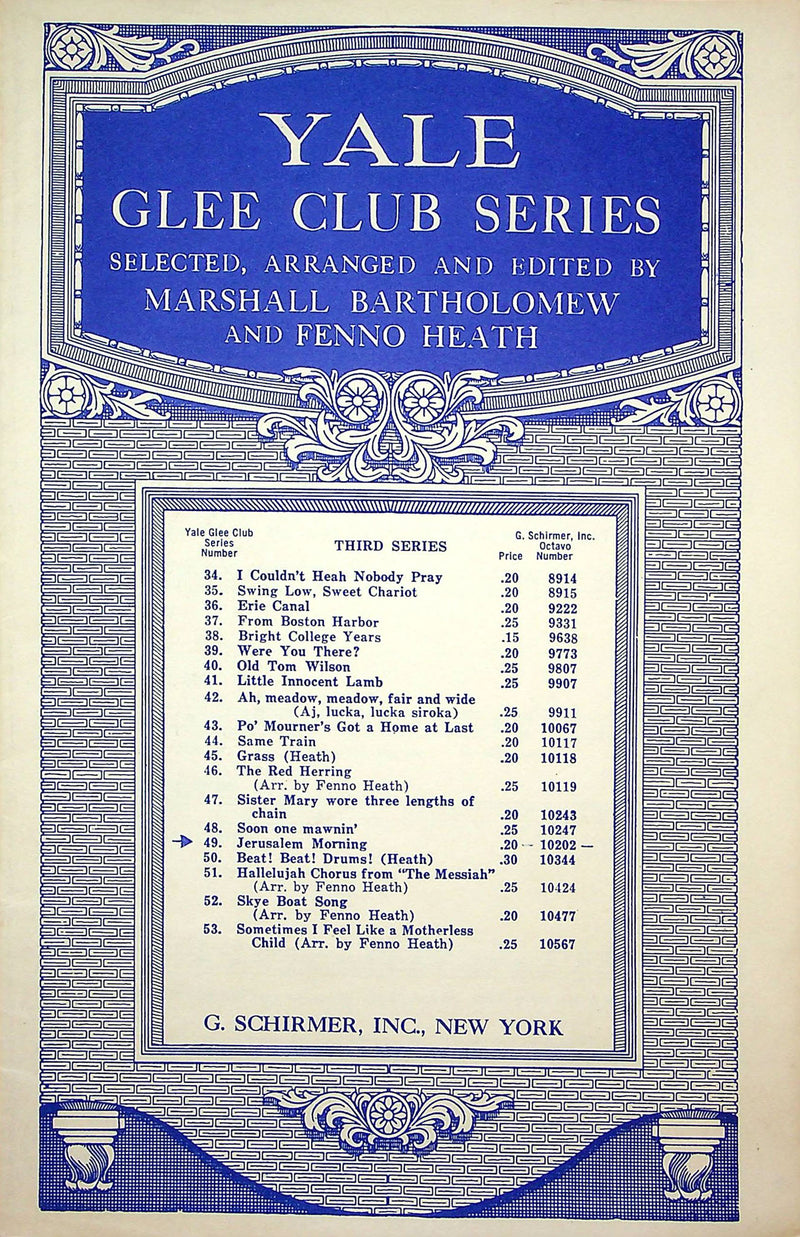 YALE
GLEE CLUB SERIES
SELECTED, ARRANGED AND EDITED BY
MARSHALL BARTHOLOMEW
AND FENNO HEATH
Yale Glee Club
Series
Number
THIRD SERIES
G. Schirmer, Inc.
Octavo
Price Number
34. I Couldn't Heah Nobody Pray .20 8914
35. Swing Low, Sweet Chariot .20 8915
36. Erie Canal .20 9222
37. From Boston Harbor .25 9331
38. Bright College Years .15 9638
39. Were You There? .20 9773
40. Old Tom Wilson .25 9807
41. Little Innocent Lamb .25 9907
42. Ah, meadow, meadow, fair and wide
(Aj, lucka, lucka siroka) .25 9911
43. Po' Mourner's Got a Home at Last .20 10067
44. Same Train .20 10117
45. Grass (Heath) .20 10118
46. The Red Herring
(Arr. by Fenno Heath) .25 10119
47. Sister Mary wore three lengths of
chain .20 10243
48. Soon one mawnin' .25 10247
49. Jerusalem Morning .20 - 10202 —
50. Beat! Beat! Drums! (Heath) .30 10344
51. Hallelujah Chorus from "The Messiah"
(Arr. by Fenno Heath) .25 10424
52. Skye Boat Song
(Arr. by Fenno Heath) .20 10477
53. Sometimes I Feel Like a Motherless
Child (Arr. by Fenno Heath) .25 10567
G. SCHIRMER, INC., NEW YORK